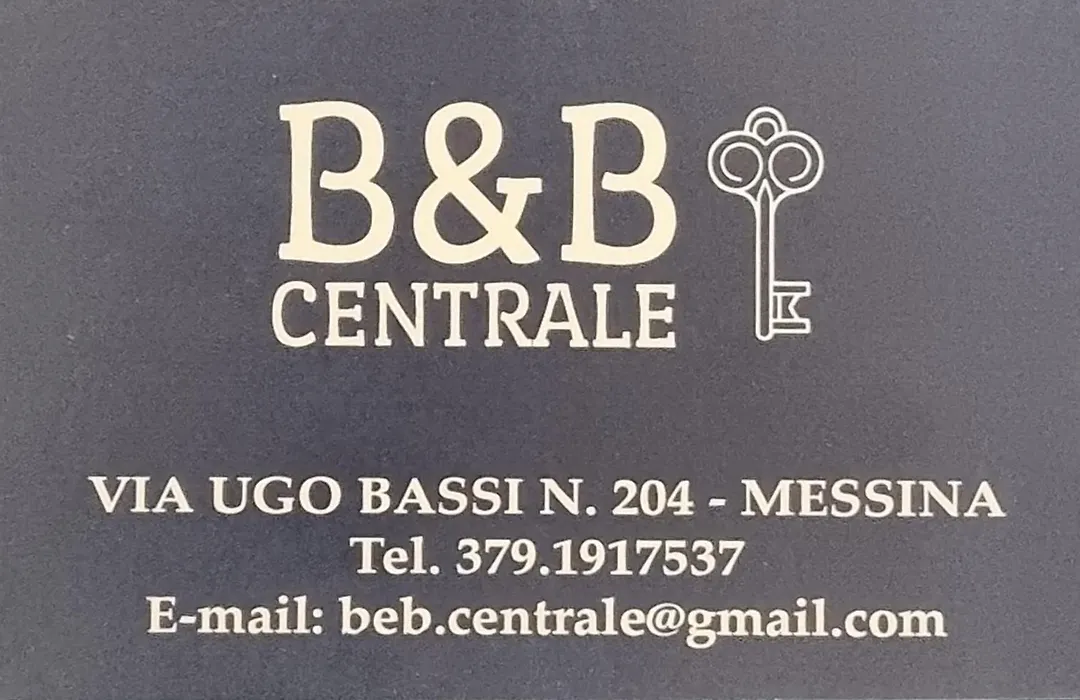 B&B
CENTRALE
VIA UGO BASSI N. 204 - MESSINA
Tel. 379.1917537
E-mail: beb.centrale@gmail.com